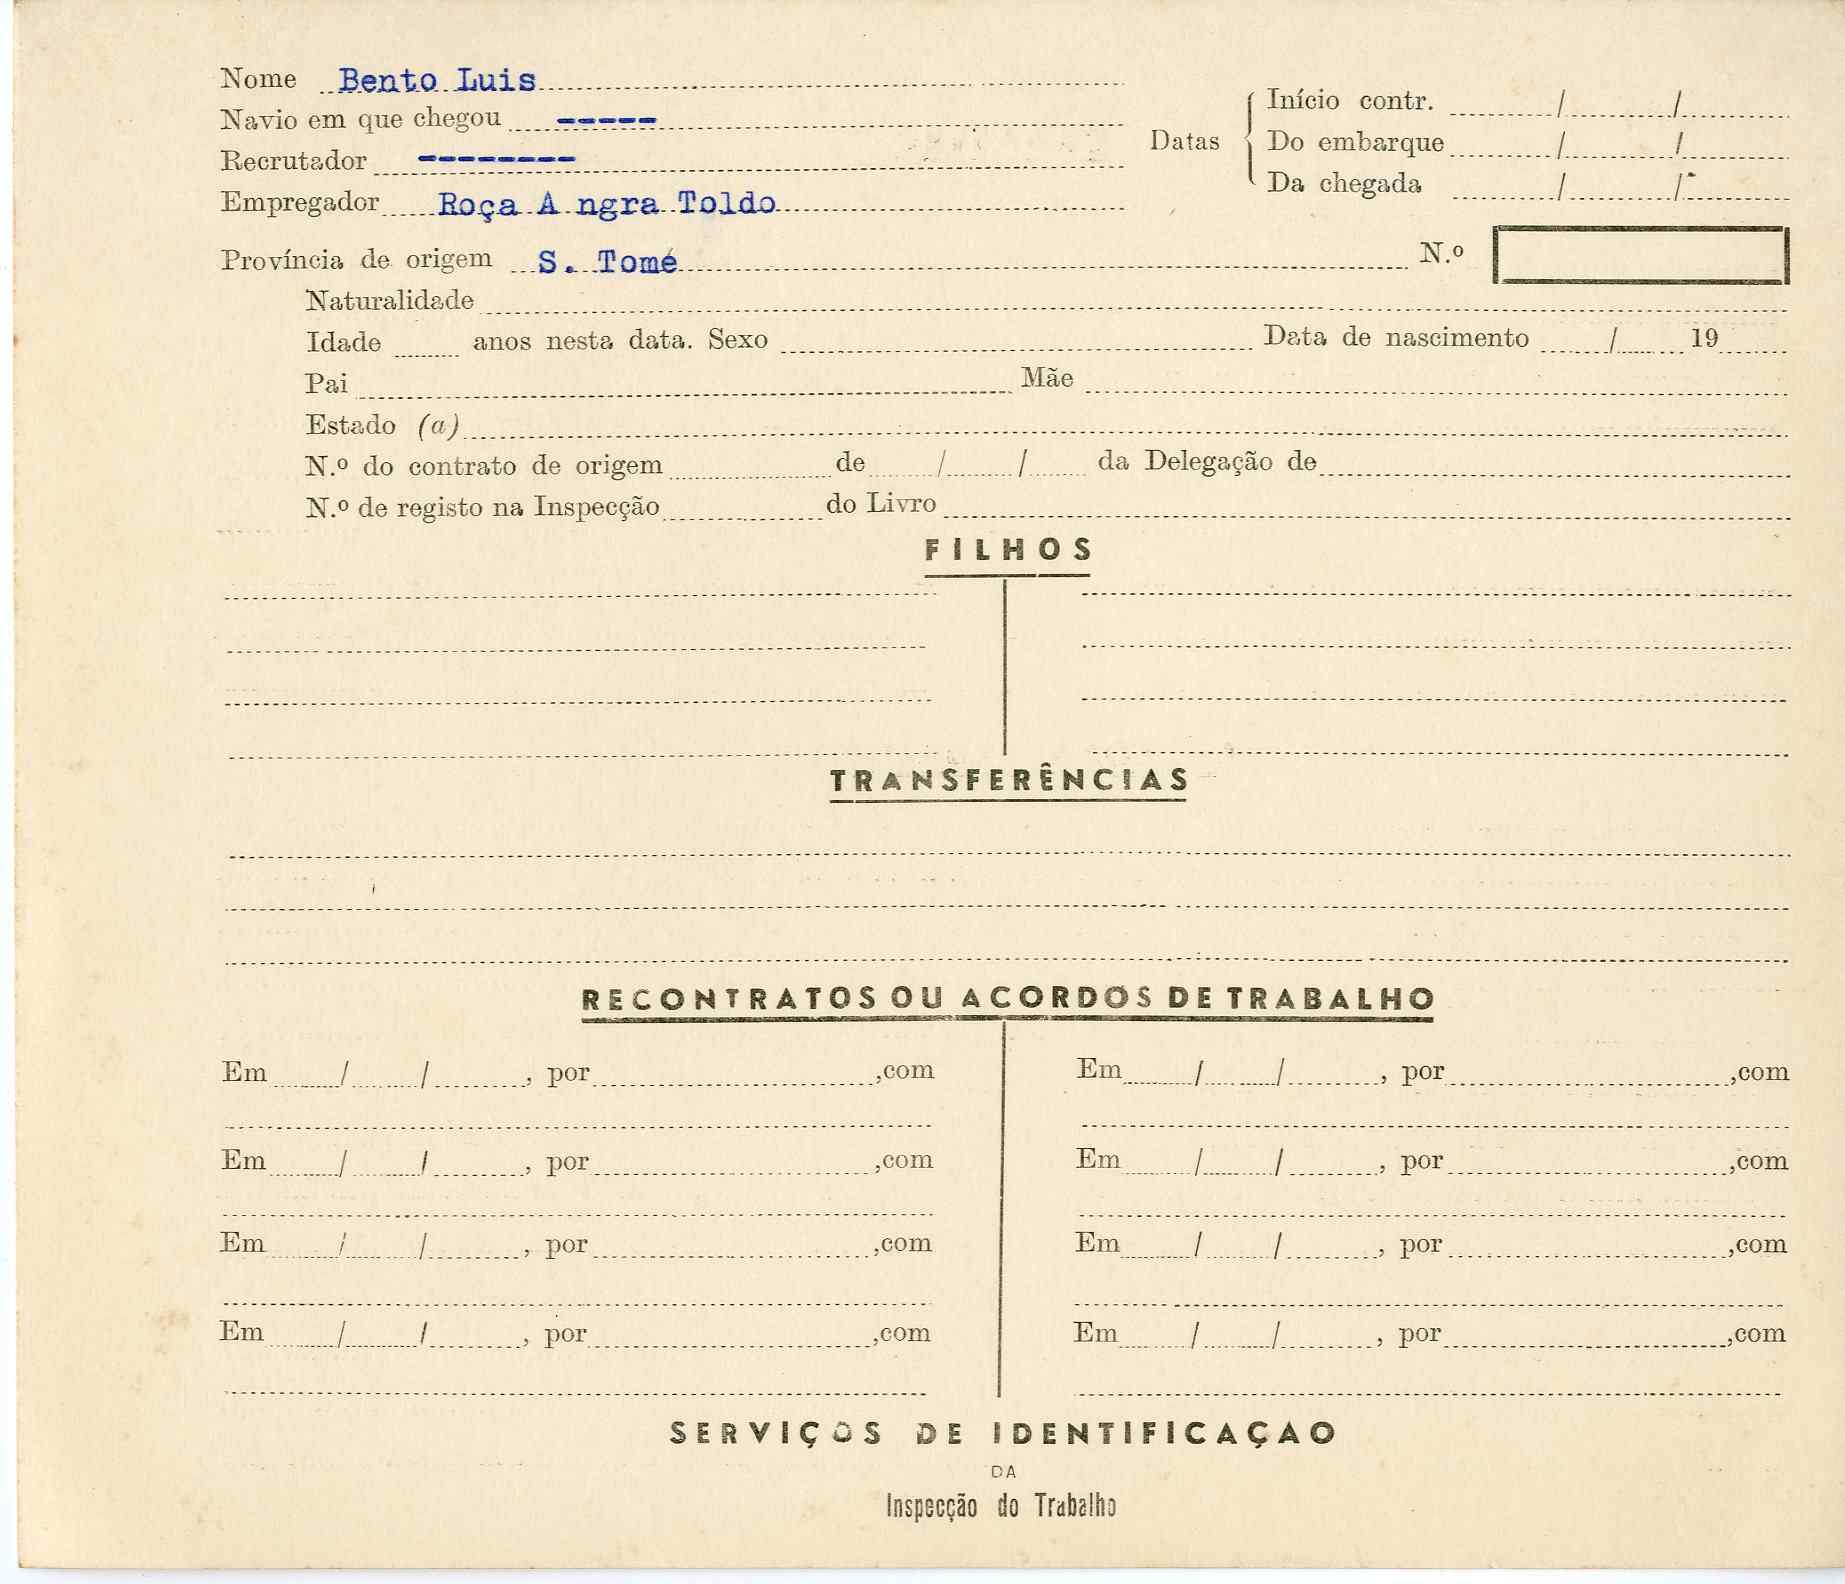 Nome Bento Luis
Navio em que chegou -----
Recrutador --------
Empregador Roça A ngra Toldo
Datas
Início contr. / /
Do embarque / /
Da chegada / /
Província de origem S. Tomé N.º
Naturalidade
Idade anos nesta data. Sexo Data de nascimento / 19
Pai Mãe
Estado (a)
N.º do contrato de origem de / / da Delegação de
N.º de registo na Inspecção do Livro
FILHOS
TRANSFERÊNCIAS
RECONTRATOS OU ACORDOS DE TRABALHO
Em / / , por ,com
Em / / , por ,com
Em / / , por ,com
Em / / , por ,com
Em / / , por ,com
Em / / , por ,com
Em / / , por ,com
Em / / , por ,com
SERVIÇOS DE IDENTIFICAÇAO
DA
Inspecção do Trabalho